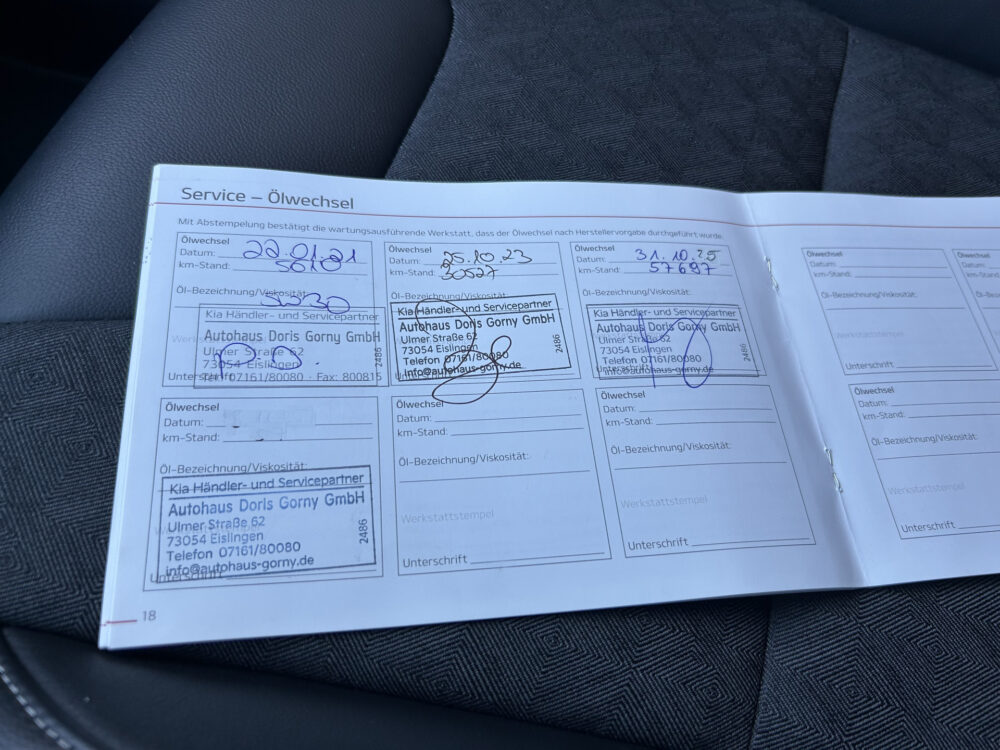 Service – Ölwechsel
Mit Abstempelung bestätigt die wartungsausführende Werkstatt, dass der Ölwechsel nach Herstellervorgabe durchgeführt wurde.
Ölwechsel
Datum: 22.01.21
km-Stand: 5010
Öl-Bezeichnung/Viskosität:
5W30
Kia Händler- und Servicepartner
Autohaus Doris Gorny GmbH
Ulmer Straße 62
73054 Eislingen
Tel. 07161/80080 · Fax: 800815
2486
Unterschrift
Ölwechsel
Datum: 25.10.23
km-Stand: 30527
Öl-Bezeichnung/Viskosität:
Kia Händler- und Servicepartner
Autohaus Doris Gorny GmbH
Ulmer Straße 62
73054 Eislingen
Telefon 07161/80080
info@autohaus-gorny.de
2486
Ölwechsel
Datum: 31.10.25
km-Stand: 57697
Öl-Bezeichnung/Viskosität:
Kia Händler- und Servicepartner
Autohaus Doris Gorny GmbH
Ulmer Straße 62
73054 Eislingen
Telefon 07161/80080
info@autohaus-gorny.de
2486
Unterschrift
Ölwechsel
Datum:
km-Stand:
Öl-Bezeichnung/Viskosität:
Werkstattstempel
Unterschrift
Ölwechsel
Datum:
Ölwechsel
Datum:
km-Stand:
Öl-Bezeichnung/Viskosität:
Kia Händler- und Servicepartner
Autohaus Doris Gorny GmbH
Ulmer Straße 62
73054 Eislingen
Telefon 07161/80080
info@autohaus-gorny.de
2486
Unterschrift
Ölwechsel
Datum:
km-Stand:
Öl-Bezeichnung/Viskosität:
Werkstattstempel
Unterschrift
Ölwechsel
Datum:
km-Stand:
Öl-Bezeichnung/Viskosität:
Werkstattstempel
Unterschrift
Ölwechsel
Datum:
km-Stand:
Öl-Bezeichnung/Viskosität:
Werkstattstempel
Unterschrift
18